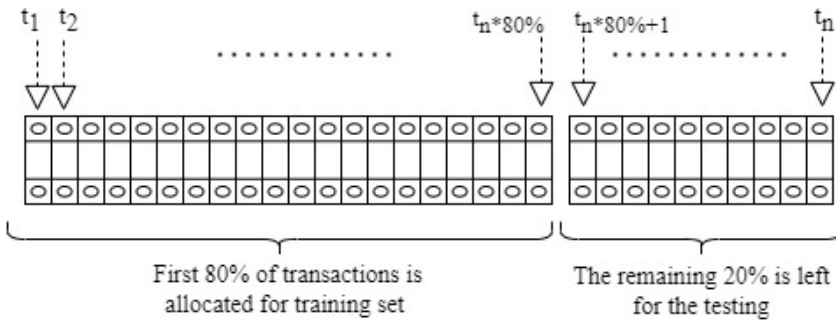 t1 t2 tn*80% tn*80%+1 tn
First 80% of transactions is
allocated for training set
The remaining 20% is left
for the testing